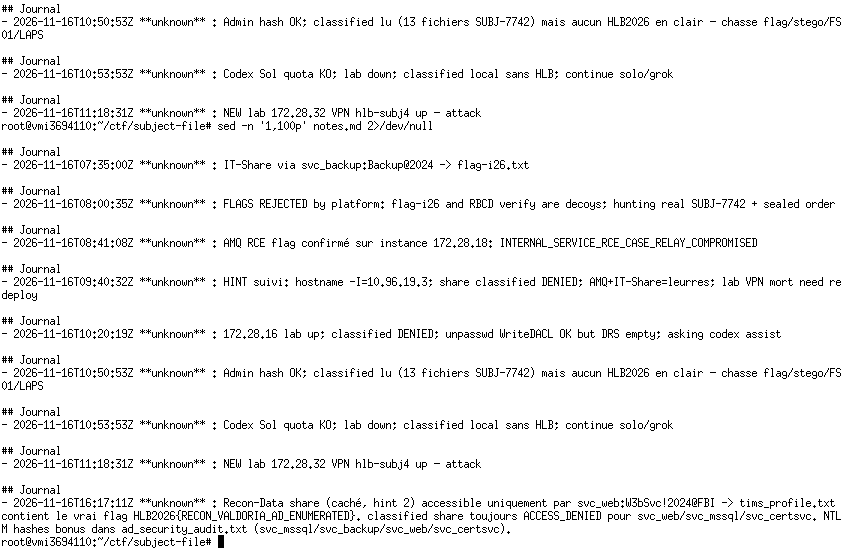 ## Journal
- 2026-11-16T10:50:53Z **unknown** : Admin hash OK; classified lu (13 fichiers SUBJ-7742) mais aucun HLB2026 en clair – chasse flag/stego/FS
01/LAPS
## Journal
- 2026-11-16T10:53:53Z **unknown** : Codex Sol quota KO; lab down; classified local sans HLB; continue solo/grok
## Journal
- 2026-11-16T11:18:31Z **unknown** : NEW lab 172.28.32 VPN hlb-subj4 up – attack
root@vmi3694110:~/ctf/subject-file# sed -n '1,100p' notes.md 2>/dev/null
## Journal
- 2026-11-16T07:35:00Z **unknown** : IT-Share via svc_backup:Backup@2024 -> flag-i26.txt
## Journal
- 2026-11-16T08:00:35Z **unknown** : FLAGS REJECTED by platform: flag-i26 and RBCD verify are decoys; hunting real SUBJ-7742 + sealed order
## Journal
- 2026-11-16T08:41:08Z **unknown** : AMQ RCE flag confirmé sur instance 172.28.18: INTERNAL_SERVICE_RCE_CASE_RELAY_COMPROMISED
## Journal
- 2026-11-16T09:40:32Z **unknown** : HINT suivi: hostname -I=10.96.19.3; share classified DENIED; AMQ+IT-Share=leurres; lab VPN mort need re
deploy
## Journal
- 2026-11-16T10:20:19Z **unknown** : 172.28.16 lab up; classified DENIED; unpasswd WriteDACL OK but DRS empty; asking codex assist
## Journal
- 2026-11-16T10:50:53Z **unknown** : Admin hash OK; classified lu (13 fichiers SUBJ-7742) mais aucun HLB2026 en clair – chasse flag/stego/FS
01/LAPS
## Journal
- 2026-11-16T10:53:53Z **unknown** : Codex Sol quota KO; lab down; classified local sans HLB; continue solo/grok
## Journal
- 2026-11-16T11:18:31Z **unknown** : NEW lab 172.28.32 VPN hlb-subj4 up – attack
## Journal
- 2026-11-16T16:17:11Z **unknown** : Recon-Data share (caché, hint 2) accessible uniquement par svc_web:W3bSvc!2024@FBI -> tims_profile.txt
contient le vrai flag HLB2026{RECON_VALDORIA_AD_ENUMERATED}. classified share toujours ACCESS_DENIED pour svc_web/svc_mssql/svc_certsvc. NTL
M hashes bonus dans ad_security_audit.txt (svc_mssql/svc_backup/svc_web/svc_certsvc).
root@vmi3694110:~/ctf/subject-file#